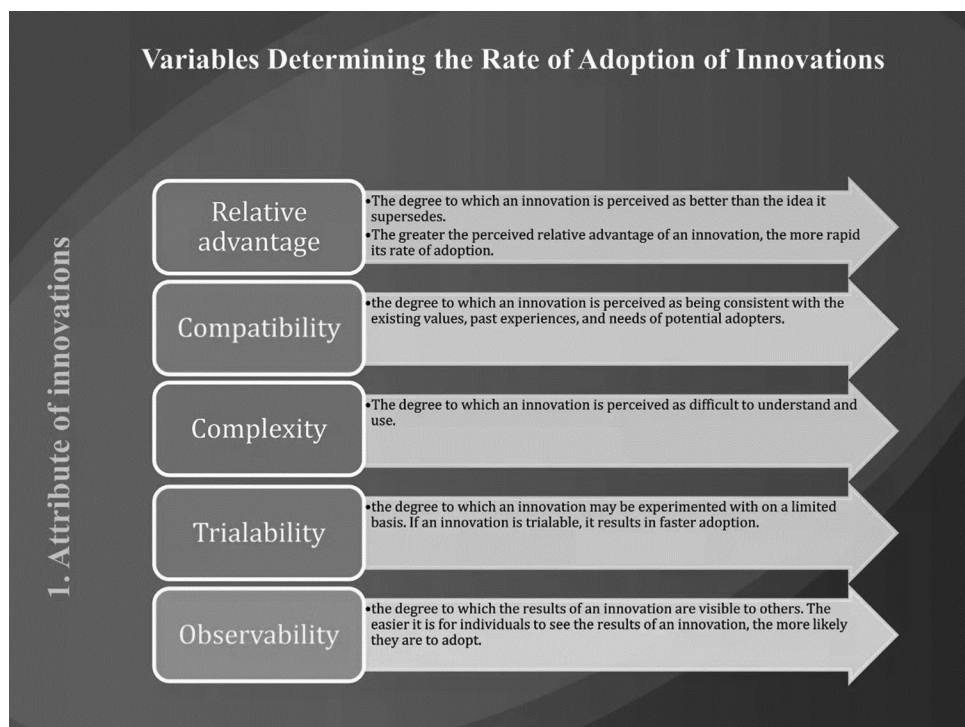 Variables Determining the Rate of Adoption of Innovations
1. Attribute of innovations
Relative
advantage
•The degree to which an innovation is perceived as better than the idea it
supersedes.
•The greater the perceived relative advantage of an innovation, the more rapid
its rate of adoption.
Compatibility
•the degree to which an innovation is perceived as being consistent with the
existing values, past experiences, and needs of potential adopters.
Complexity
•The degree to which an innovation is perceived as difficult to understand and
use.
Trialability
•the degree to which an innovation may be experimented with on a limited
basis. If an innovation is trialable, it results in faster adoption.
Observability
•the degree to which the results of an innovation are visible to others. The
easier it is for individuals to see the results of an innovation, the more likely
they are to adopt.